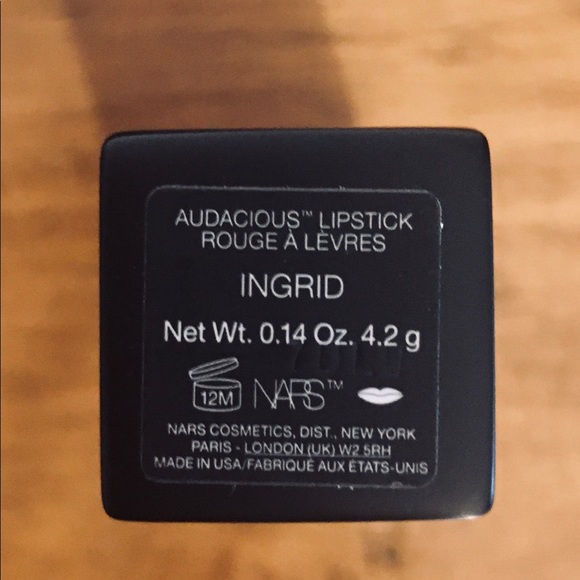 AUDACIOUS™ LIPSTICK
ROUGE À LÈVRES
INGRID
Net Wt. 0.14 Oz. 4.2 g
12M NARS™
NARS COSMETICS, DIST., NEW YORK
PARIS - LONDON (UK) W2 5RH
MADE IN USA/FABRIQUÉ AUX ÉTATS-UNIS